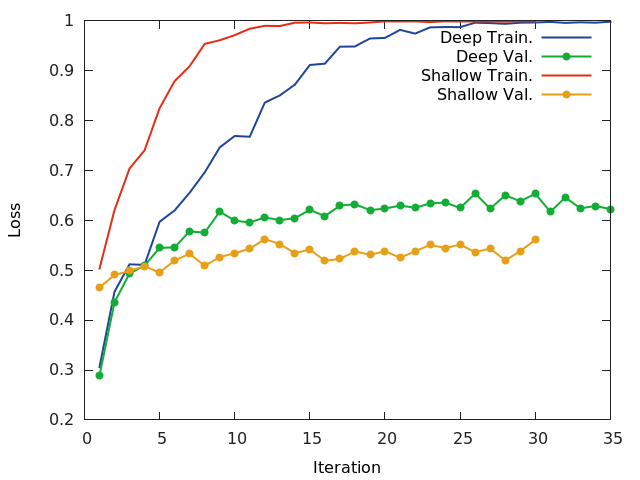 1
0.9
0.8
0.7
0.6
0.5
0.4
0.3
0.2
Loss
Deep Train.
Deep Val.
Shallow Train.
Shallow Val.
0 5 10 15 20 25 30 35
Iteration